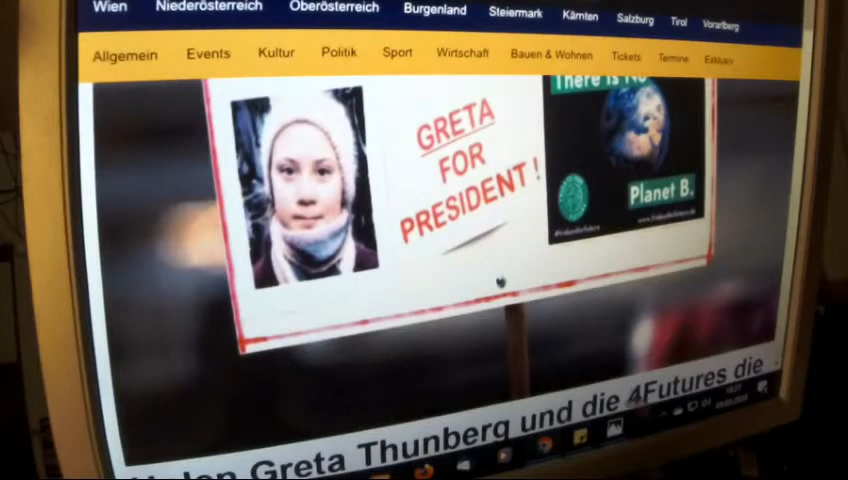 Wien Niederösterreich Oberösterreich Burgenland Steiermark Kärnten Salzburg Tirol Vorarlberg
Allgemein Events Kultur Politik Sport Wirtschaft Bauen & Wohnen Tickets Termine Exklusiv
There is No
GRETA
FOR
PRESIDENT!
Planet B.
Greta Thunberg und die 4Futures die